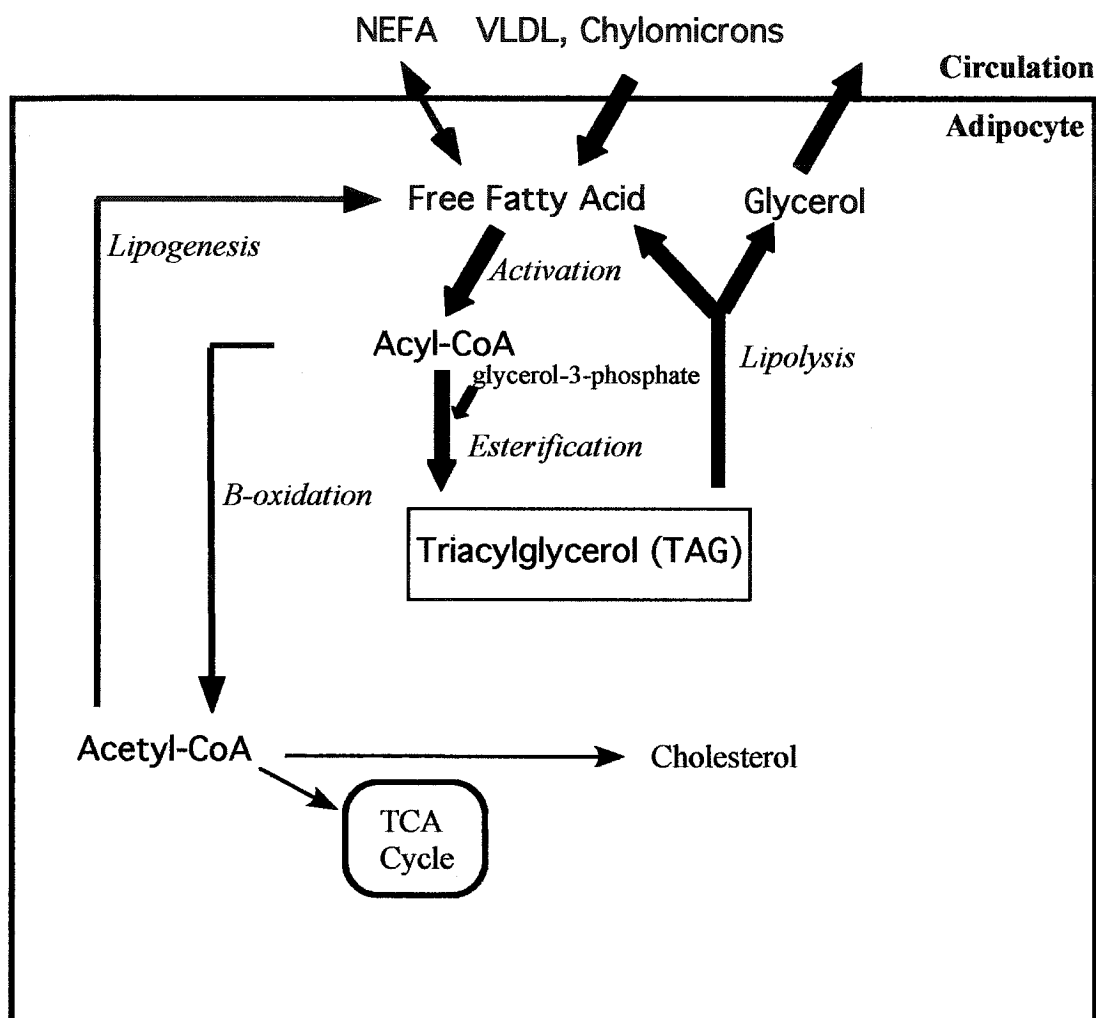 NEFA VLDL, Chylomicrons
Circulation
Adipocyte
Free Fatty Acid
Glycerol
Lipogenesis
Activation
Acyl-CoA
glycerol-3-phosphate
Lipolysis
Esterification
B-oxidation
Triacylglycerol (TAG)
Acetyl-CoA
Cholesterol
TCA
Cycle